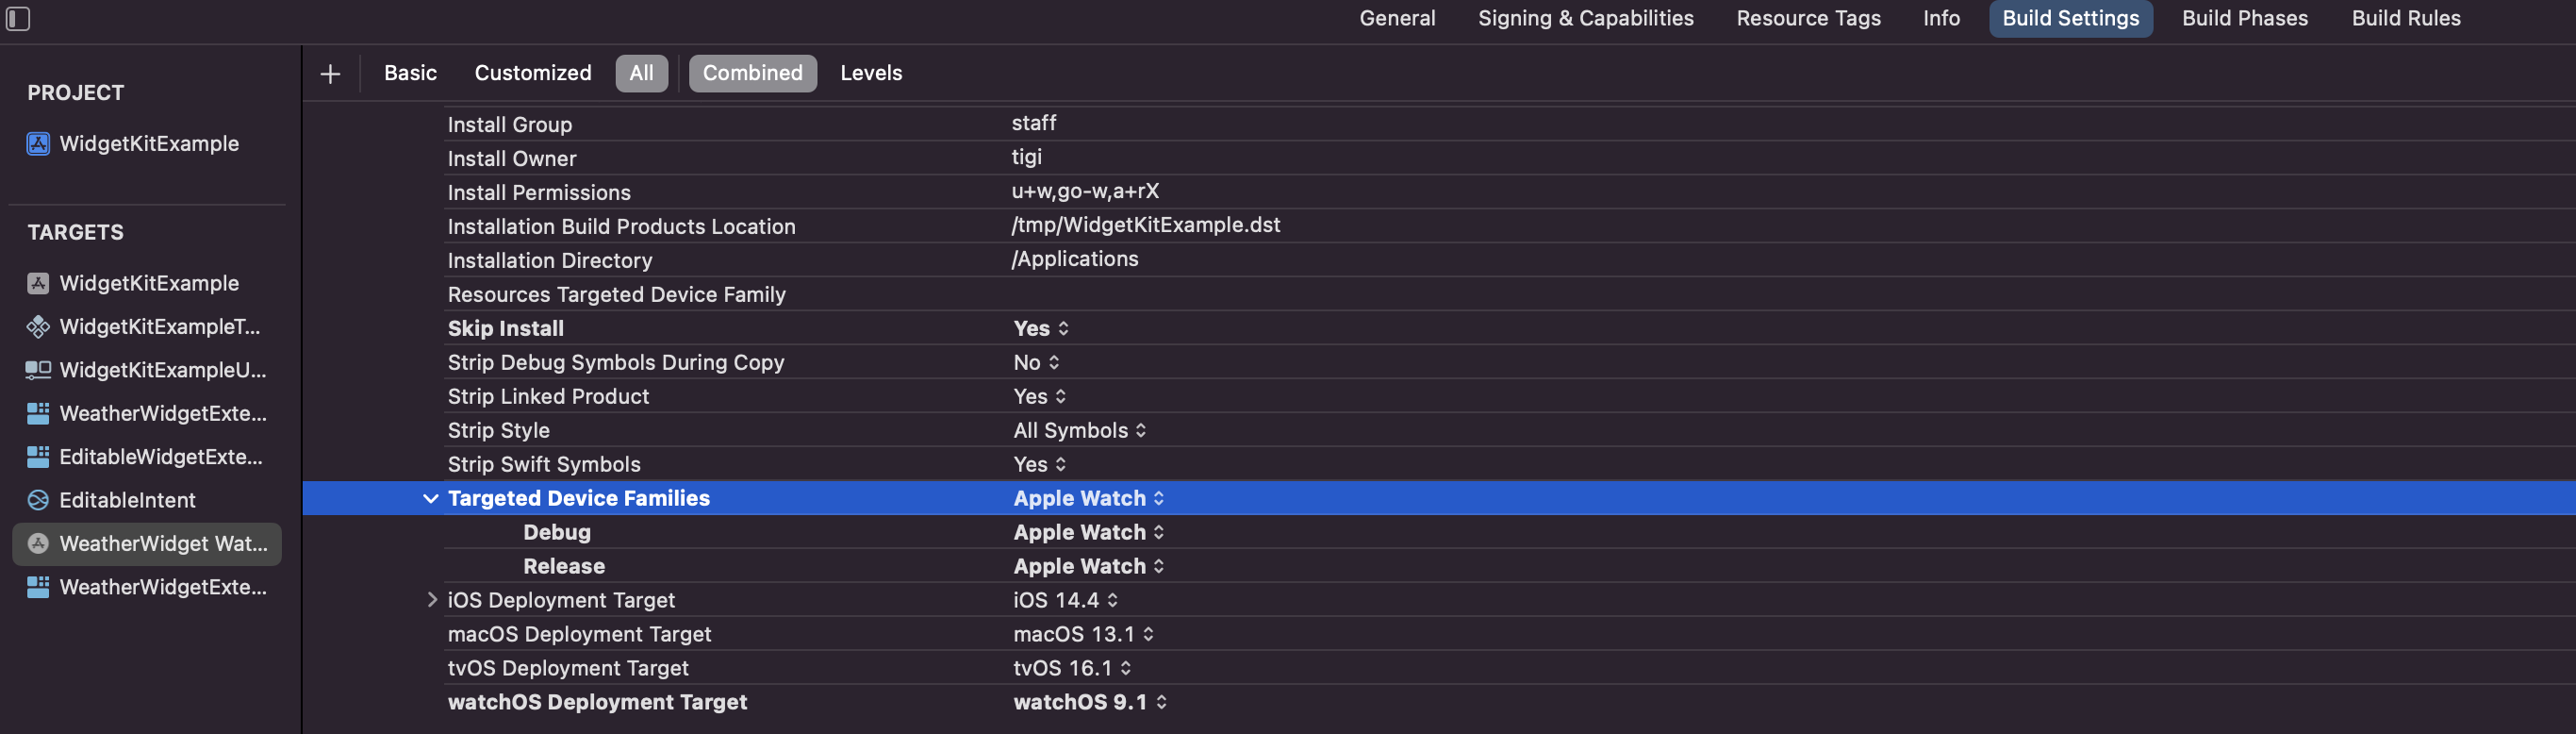 General Signing & Capabilities Resource Tags Info Build Settings Build Phases Build Rules
Basic Customized All Combined Levels
PROJECT
WidgetKitExample
TARGETS
WidgetKitExample
WidgetKitExampleT...
WidgetKitExampleU...
WeatherWidgetExte...
EditableWidgetExte...
EditableIntent
WeatherWidget Wat...
WeatherWidgetExte...
Install Group staff
Install Owner tigi
Install Permissions u+w,go-w,a+rX
Installation Build Products Location /tmp/WidgetKitExample.dst
Installation Directory /Applications
Resources Targeted Device Family
Skip Install Yes
Strip Debug Symbols During Copy No
Strip Linked Product Yes
Strip Style All Symbols
Strip Swift Symbols Yes
Targeted Device Families Apple Watch
Debug Apple Watch
Release Apple Watch
iOS Deployment Target iOS 14.4
macOS Deployment Target macOS 13.1
tvOS Deployment Target tvOS 16.1
watchOS Deployment Target watchOS 9.1